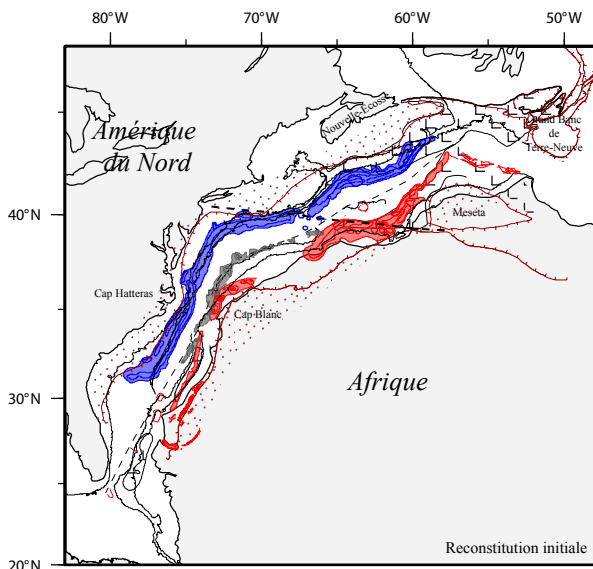 80°W 70°W 60°W 50°W
Nouvelle-Ecosse
Grand Banc
de
Terre-Neuve
Amérique
du Nord
40°N
Meseta
Cap Hatteras
Cap Blanc
Afrique
30°N
Reconstitution initiale
20°N